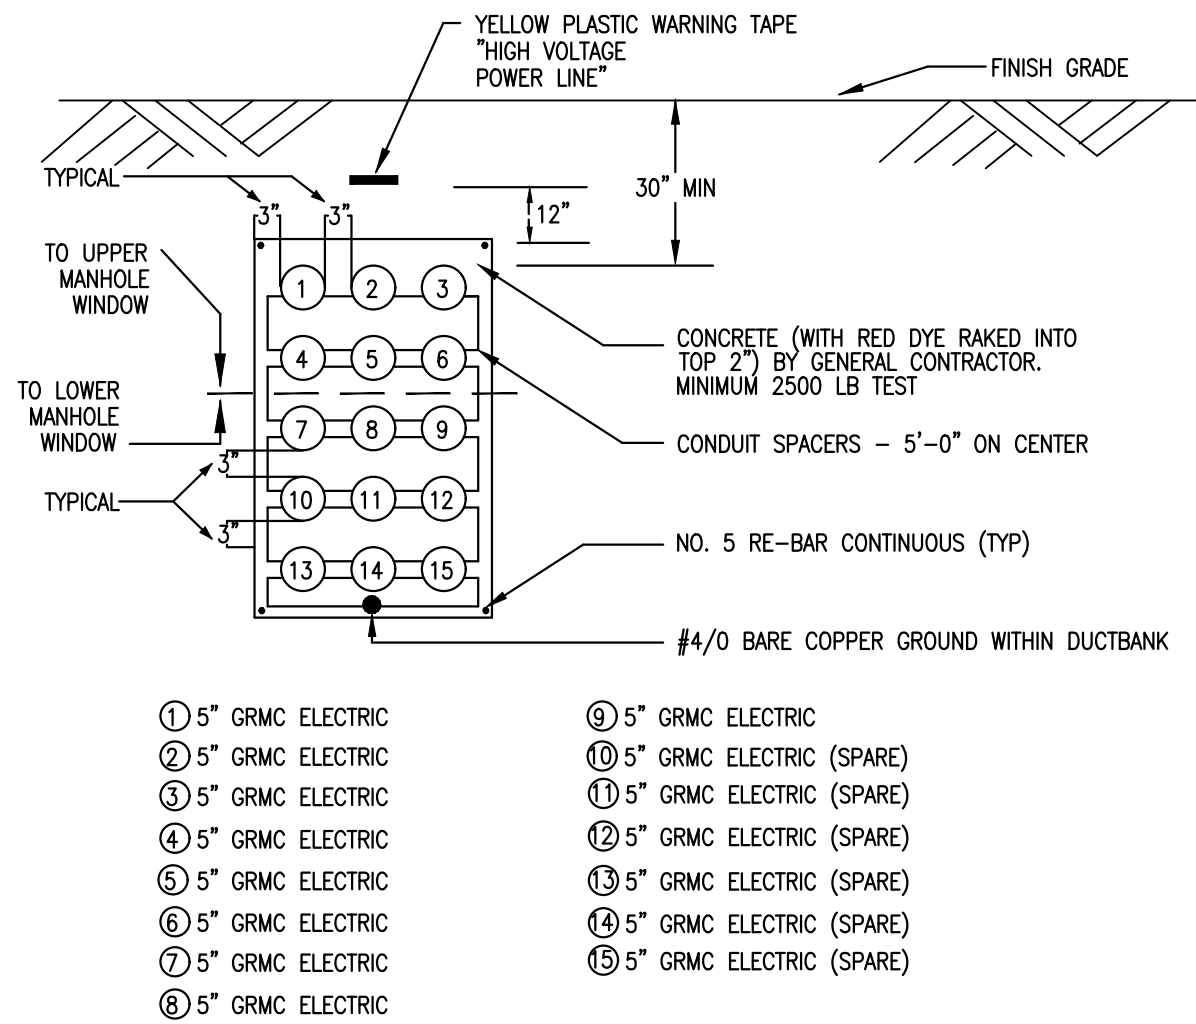 YELLOW PLASTIC WARNING TAPE
"HIGH VOLTAGE
POWER LINE"
FINISH GRADE
TYPICAL
30" MIN
3"
3"
12"
TO UPPER
MANHOLE
WINDOW
1
2
3
CONCRETE (WITH RED DYE RAKED INTO
TOP 2") BY GENERAL CONTRACTOR.
MINIMUM 2500 LB TEST
4
5
6
TO LOWER
MANHOLE
WINDOW
7
8
9
CONDUIT SPACERS - 5'-0" ON CENTER
3"
TYPICAL
10
11
12
3"
NO. 5 RE-BAR CONTINUOUS (TYP)
13
14
15
#4/0 BARE COPPER GROUND WITHIN DUCTBANK
1 5" GRMC ELECTRIC
2 5" GRMC ELECTRIC
3 5" GRMC ELECTRIC
4 5" GRMC ELECTRIC
5 5" GRMC ELECTRIC
6 5" GRMC ELECTRIC
7 5" GRMC ELECTRIC
8 5" GRMC ELECTRIC
9 5" GRMC ELECTRIC
10 5" GRMC ELECTRIC (SPARE)
11 5" GRMC ELECTRIC (SPARE)
12 5" GRMC ELECTRIC (SPARE)
13 5" GRMC ELECTRIC (SPARE)
14 5" GRMC ELECTRIC (SPARE)
15 5" GRMC ELECTRIC (SPARE)